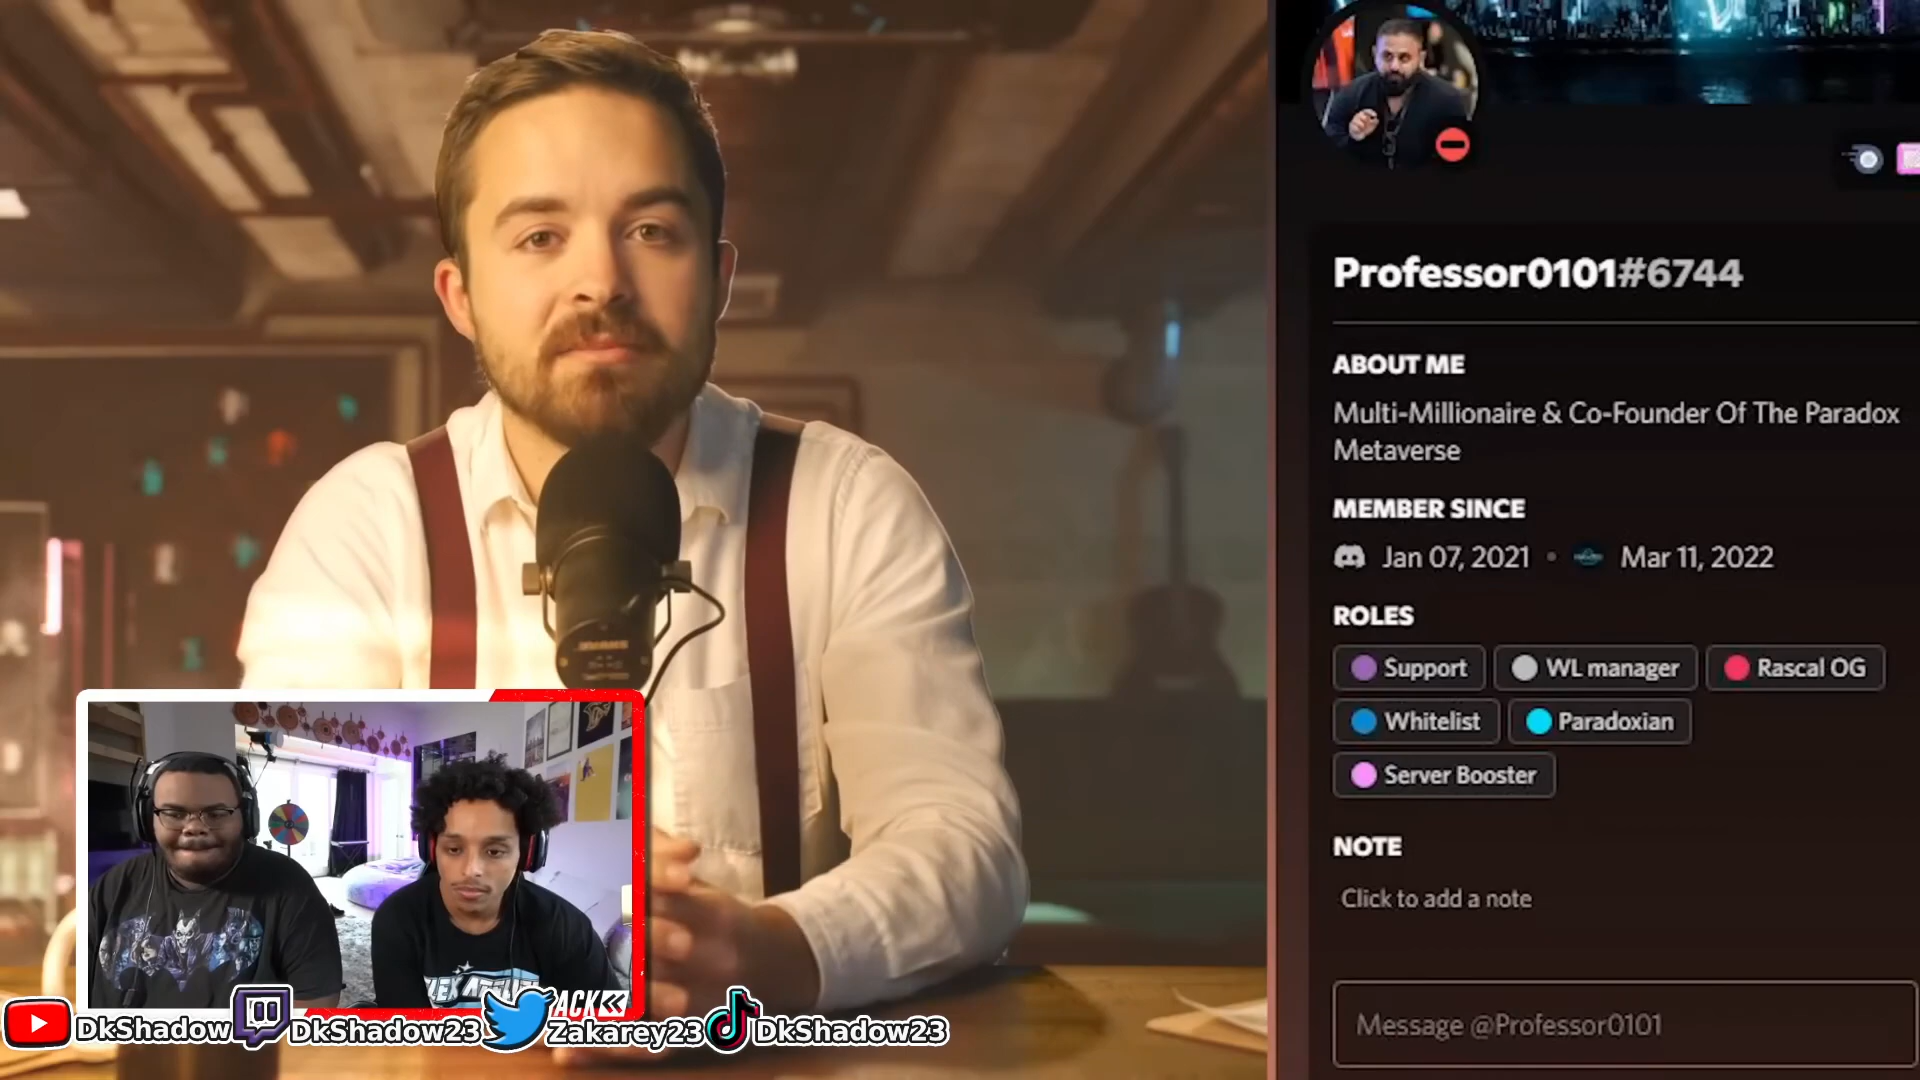 Professor0101#6744
ABOUT ME
Multi-Millionaire & Co-Founder Of The Paradox
Metaverse
MEMBER SINCE
Jan 07, 2021 • Mar 11, 2022
ROLES
Support WL manager Rascal OG
Whitelist Paradoxian
Server Booster
NOTE
Click to add a note
Message @Professor0101
ACK
DkShadow DkShadow23 Zakarey23 DkShadow23